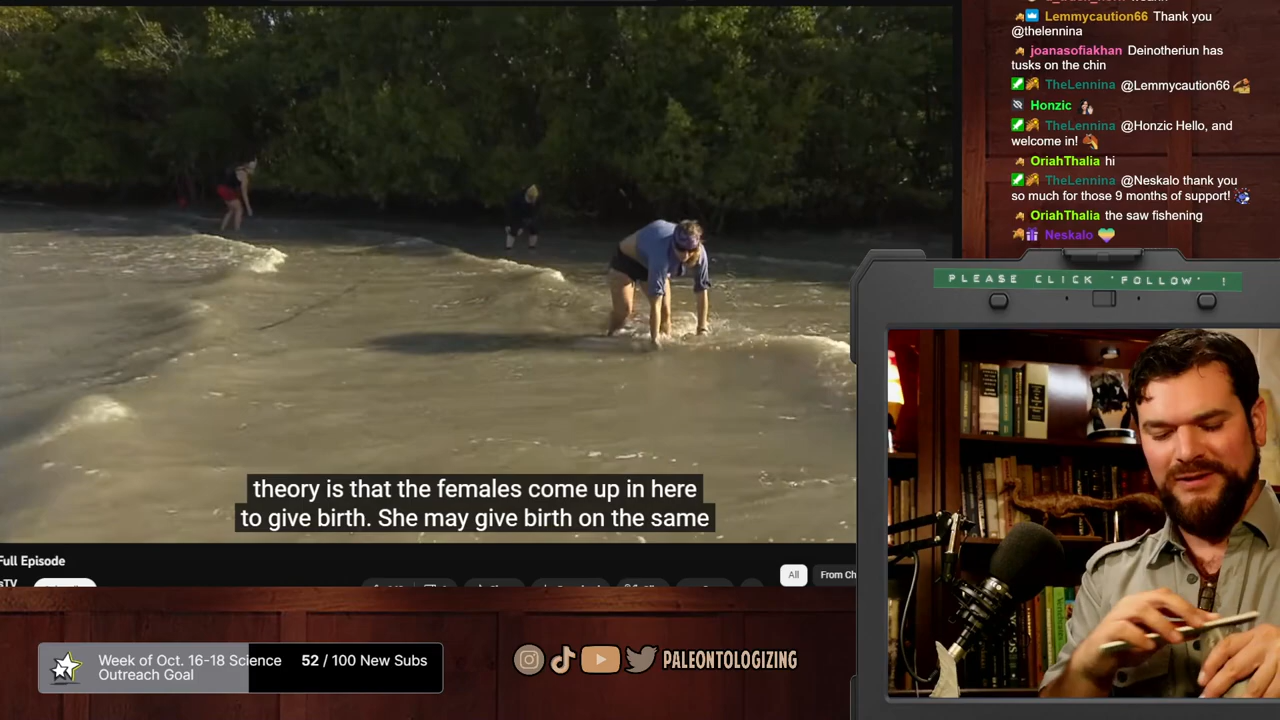 Lemmycaution66 Thank you
@thelennina
joanasofiakhan Deinotheriun has
tusks on the chin
TheLennina @Lemmycaution66
Honzic
TheLennina @Honzic Hello, and
welcome in!
OriahThalia hi
TheLennina @Neskalo thank you
so much for those 9 months of support!
OriahThalia the saw fishening
Neskalo
PLEASE CLICK 'FOLLOW' !
theory is that the females come up in here
to give birth. She may give birth on the same
Full Episode
All
From Ch
Week of Oct. 16-18 Science
Outreach Goal
52 / 100 New Subs
PALEONTOLOGIZING